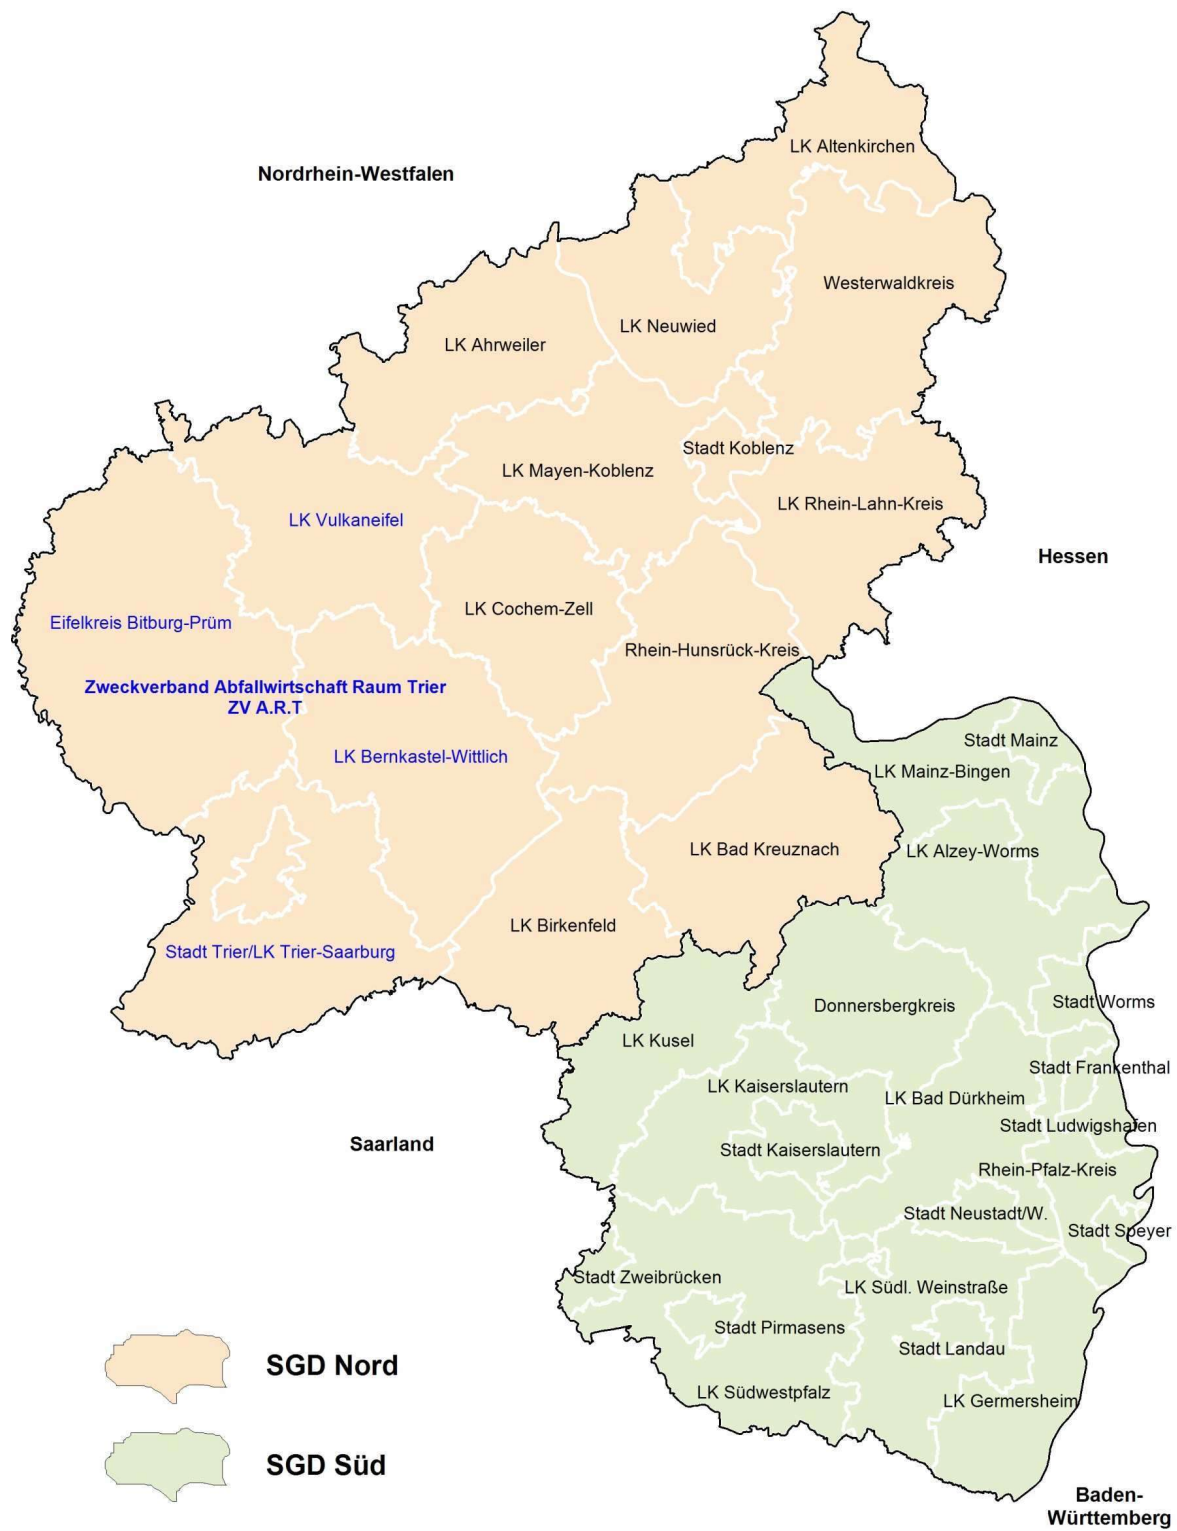 LK Altenkirchen
Nordrhein-Westfalen
Westerwaldkreis
LK Neuwied
LK Ahrweiler
Stadt Koblenz
LK Mayen-Koblenz
LK Rhein-Lahn-Kreis
LK Vulkaneifel
Hessen
LK Cochem-Zell
Eifelkreis Bitburg-Prüm
Rhein-Hunsrück-Kreis
Zweckverband Abfallwirtschaft Raum Trier
ZV A.R.T
Stadt Mainz
LK Bernkastel-Wittlich
LK Mainz-Bingen
LK Bad Kreuznach
LK Alzey-Worms
LK Birkenfeld
Stadt Trier/LK Trier-Saarburg
Donnersbergkreis
Stadt Worms
LK Kusel
Stadt Frankenthal
LK Kaiserslautern
LK Bad Dürkheim
Stadt Ludwigshafen
Saarland
Stadt Kaiserslautern
Rhein-Pfalz-Kreis
Stadt Neustadt/W.
Stadt Speyer
Stadt Zweibrücken
LK Südl. Weinstraße
Stadt Pirmasens
Stadt Landau
SGD Nord
LK Südwestpfalz
LK Germersheim
SGD Süd
Baden-
Württemberg